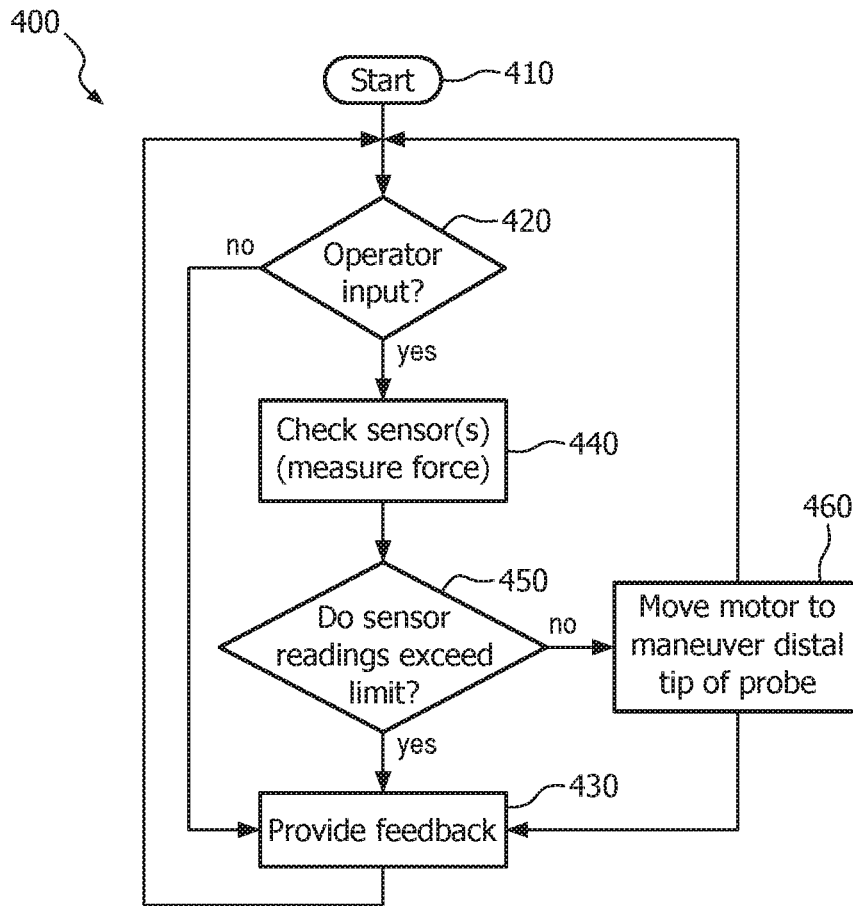 400
Start
410
420
no
Operator
input?
yes
Check sensor(s)
(measure force)
440
460
450
Do sensor
readings exceed
limit?
no
Move motor to
maneuver distal
tip of probe
yes
430
Provide feedback